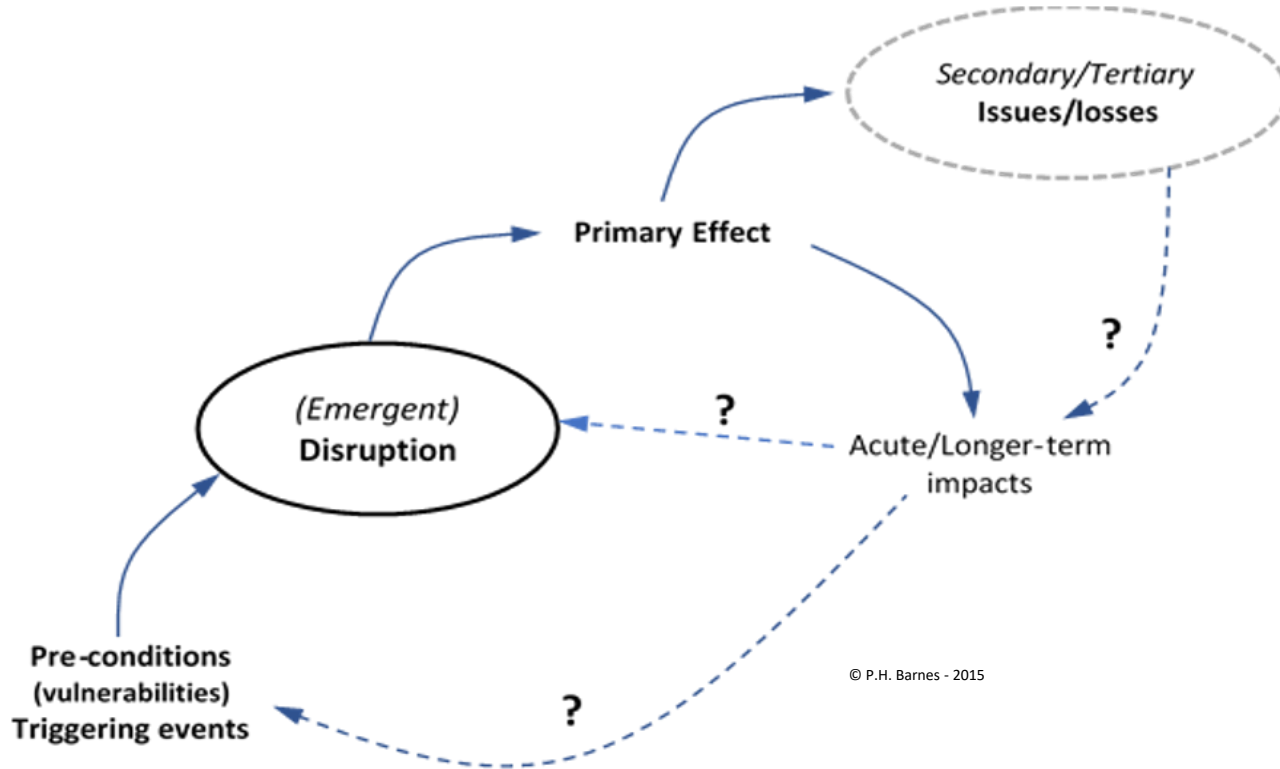 Secondary/Tertiary
Issues/losses
Primary Effect
?
(Emergent)
Disruption
?
Acute/Longer-term
impacts
Pre-conditions
(vulnerabilities)
Triggering events
?
© P.H. Barnes - 2015